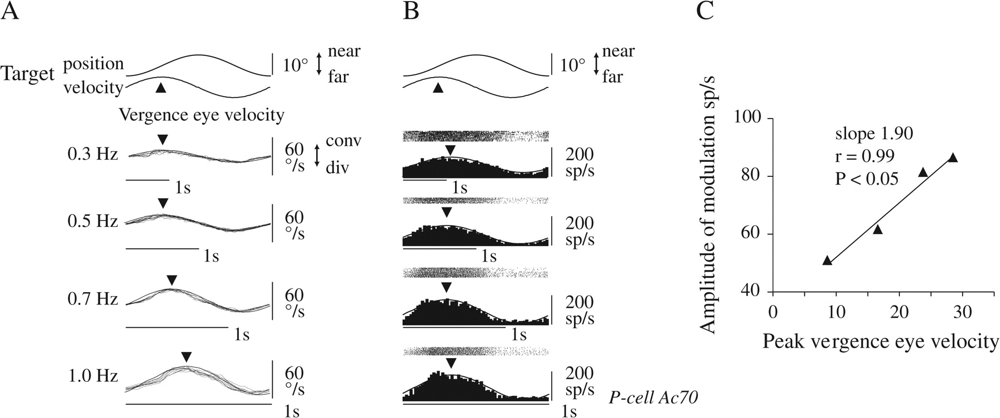 A
Target
position
velocity
10°
near
far
Vergence eye velocity
0.3 Hz
60
°/s
conv
div
1s
0.5 Hz
60
°/s
1s
0.7 Hz
60
°/s
1s
1.0 Hz
60
°/s
1s
B
10°
near
far
200
sp/s
1s
200
sp/s
1s
200
sp/s
1s
200
sp/s
1s
P-cell Ac70
C
Amplitude of modulation sp/s
100
80
60
40
slope 1.90
r = 0.99
P < 0.05
0 10 20 30
Peak vergence eye velocity